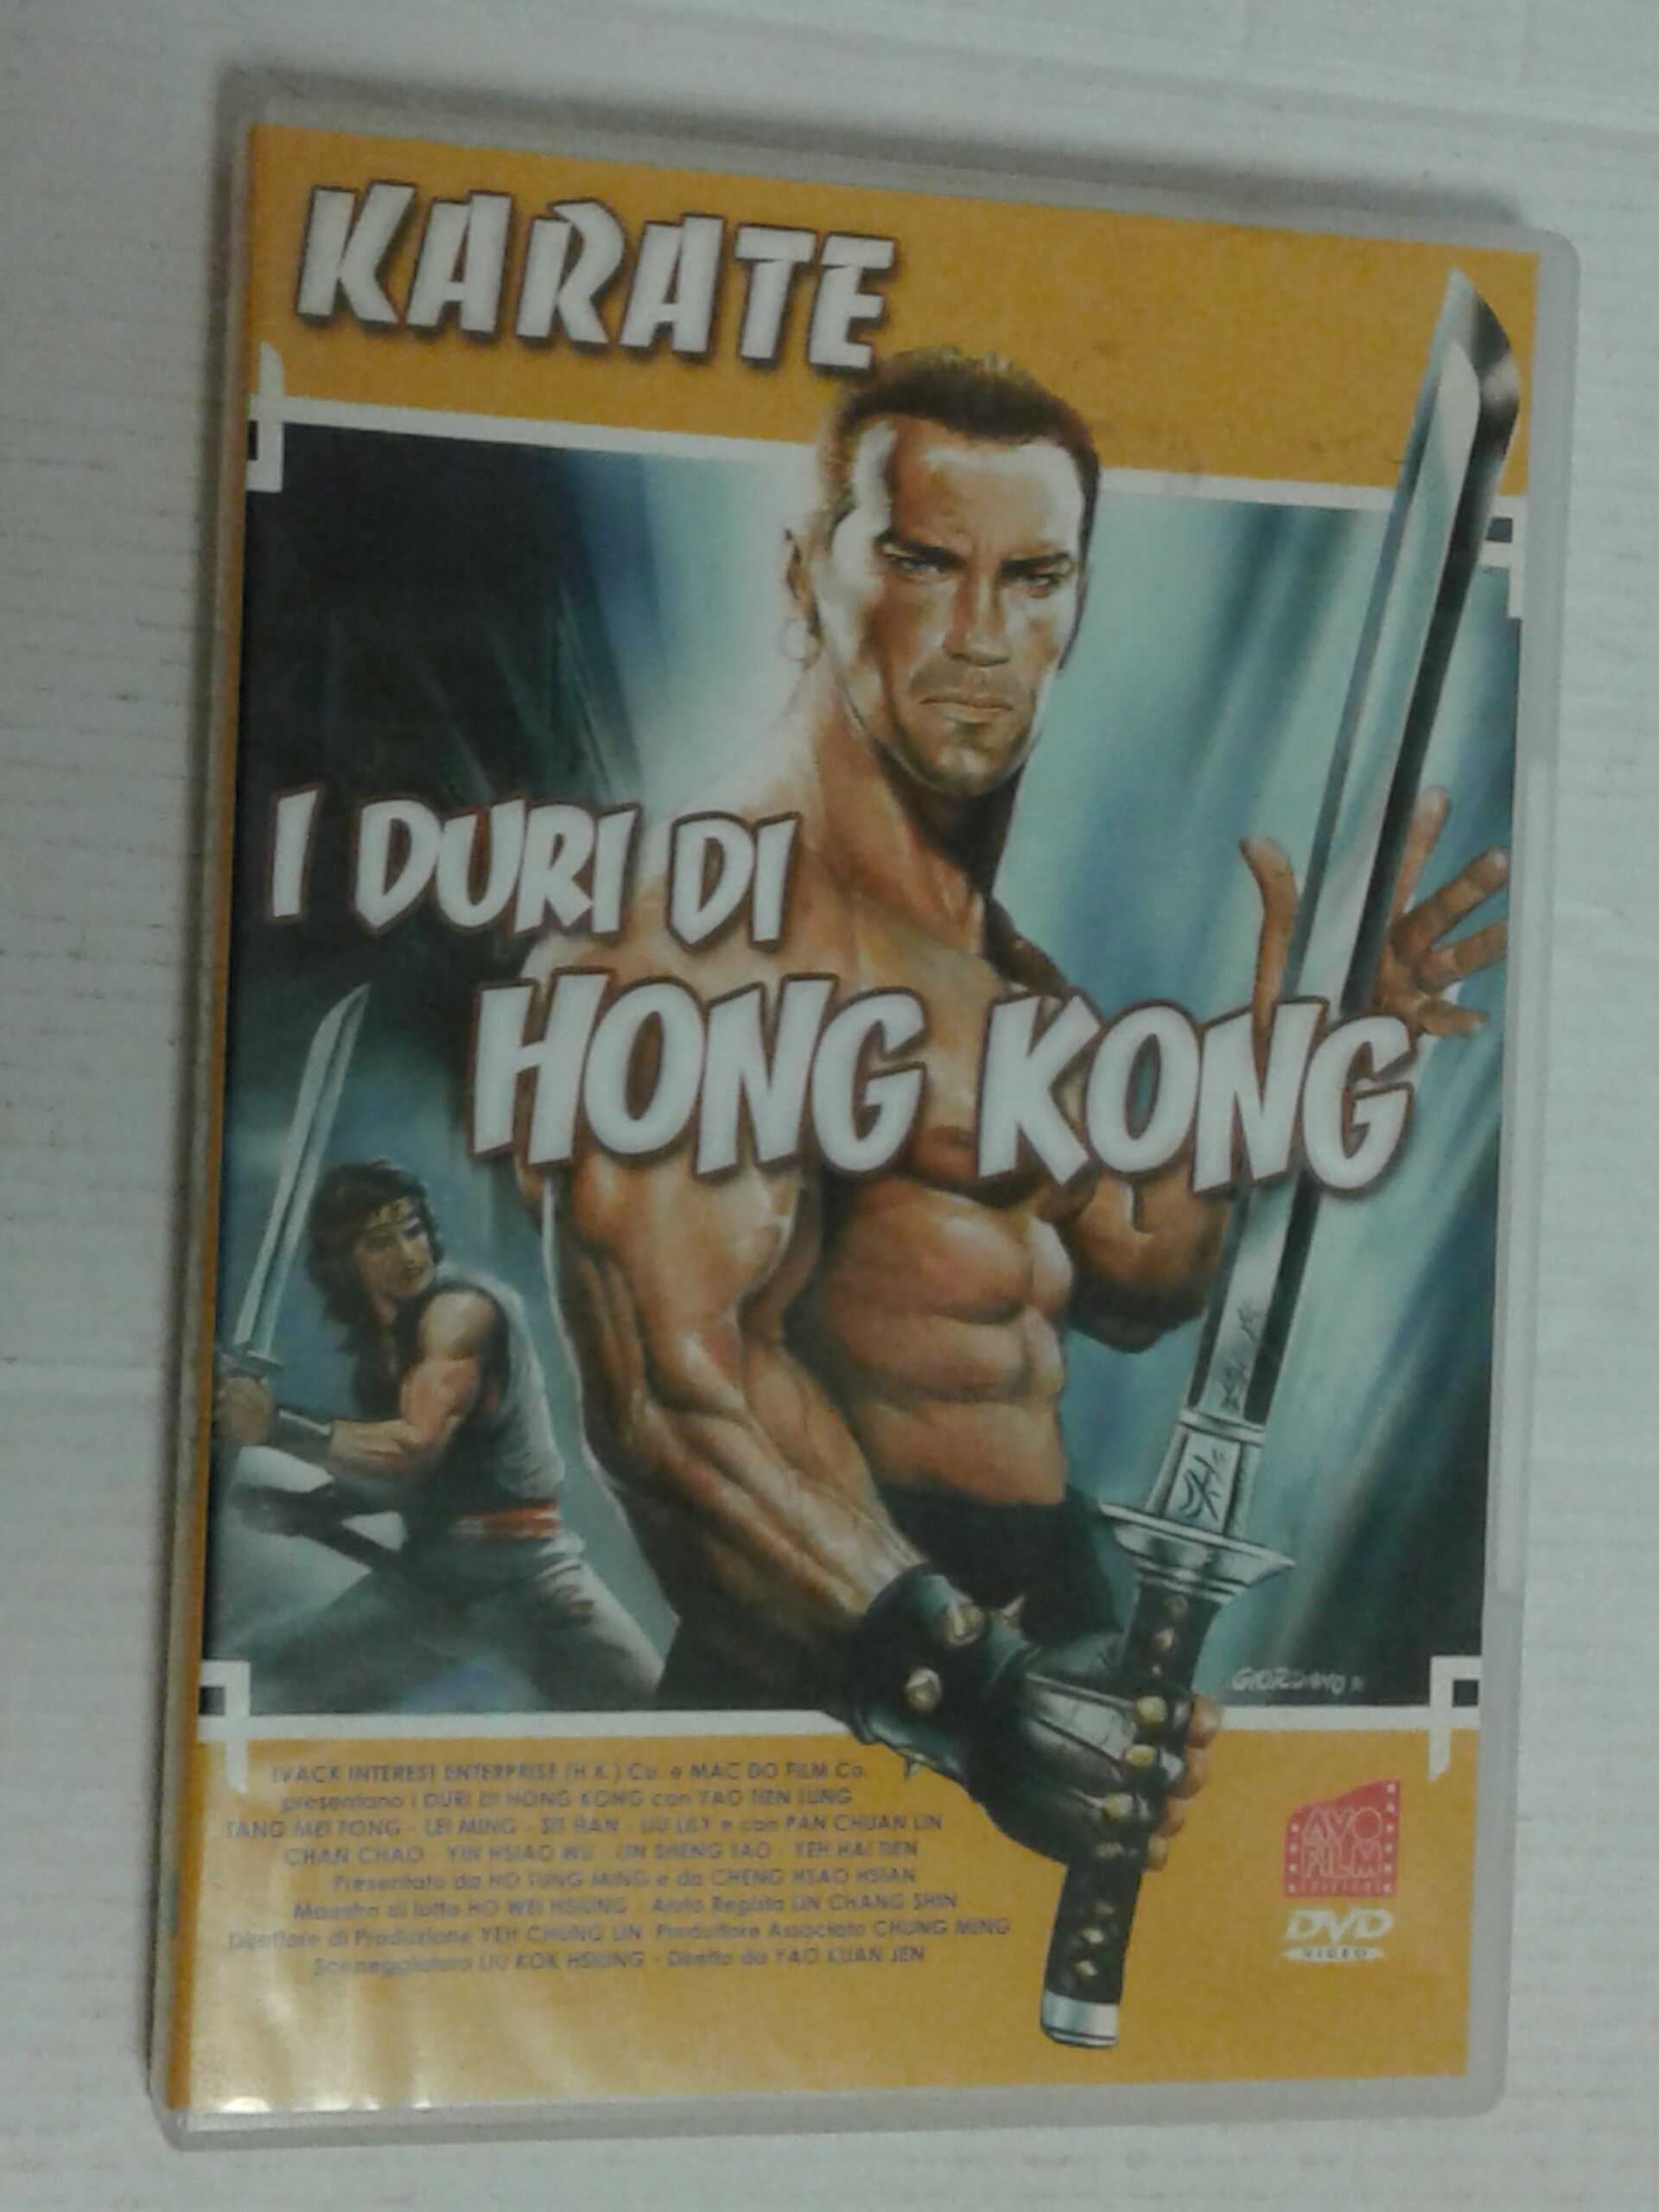 KARATE
I DURI DI
HONG KONG
GIORDANO
INTEREST ENTERPRISE (H.K.) Co. e MAC DO FILM Co.
presentano I DURI DI HONG KONG con YAO TIEN LUNG
TANG MEI FONG - LEI MING - HAN - LIU LILY e con PAN CHUAN LIN
CHAN CHAO - YIN HSIAO WU - LIN SHENG TAO - YEH HAI TIEN
Presentato da HO TUNG MING e da CHENG HSAO HSIAN
Maestro di lotta HO WEI HSIUNG - Aiuto Regista LIN CHANG SHIN
Direttore di Produzione YEH CHUNG LIN Produttore Associato CHUNG MING
Sceneggiatura LIU KOK HSIUNG - Diretto da YAO KUAN JEN
AVO
FILM
DVD
VIDEO